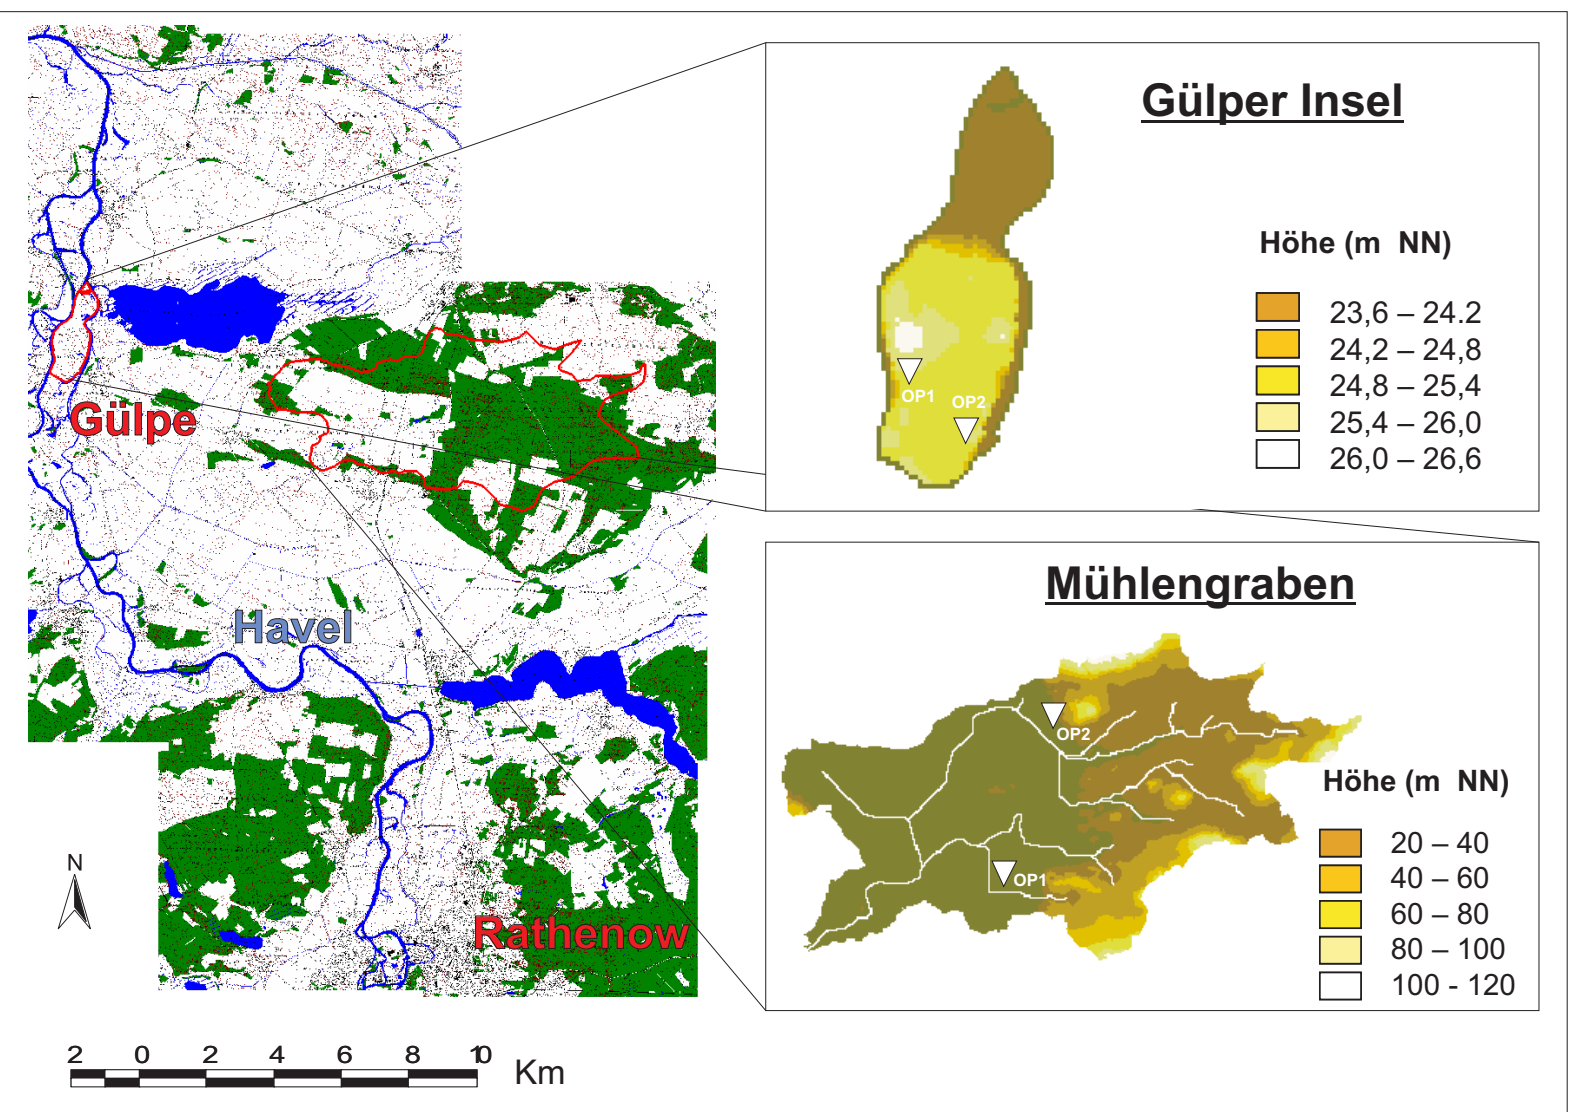 Gülper Insel
Höhe (m NN)
23,6 – 24.2
24,2 – 24,8
24,8 – 25,4
25,4 – 26,0
26,0 – 26,6
OP1
OP2
Gülpe
Havel
Rathenow
N
2 0 2 4 6 8 10
Km
Mühlengraben
OP2
OP1
Höhe (m NN)
20 – 40
40 – 60
60 – 80
80 – 100
100 - 120